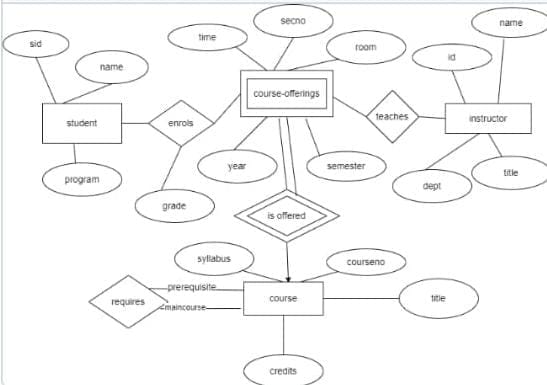 secno
name
time
sid
room
id
name
course-offerings
student
enrols
teaches
instructor
year
semester
program
title
dept
grade
is offered
syllabus
courseno
prerequisite
requires
course
title
maincourse
credits